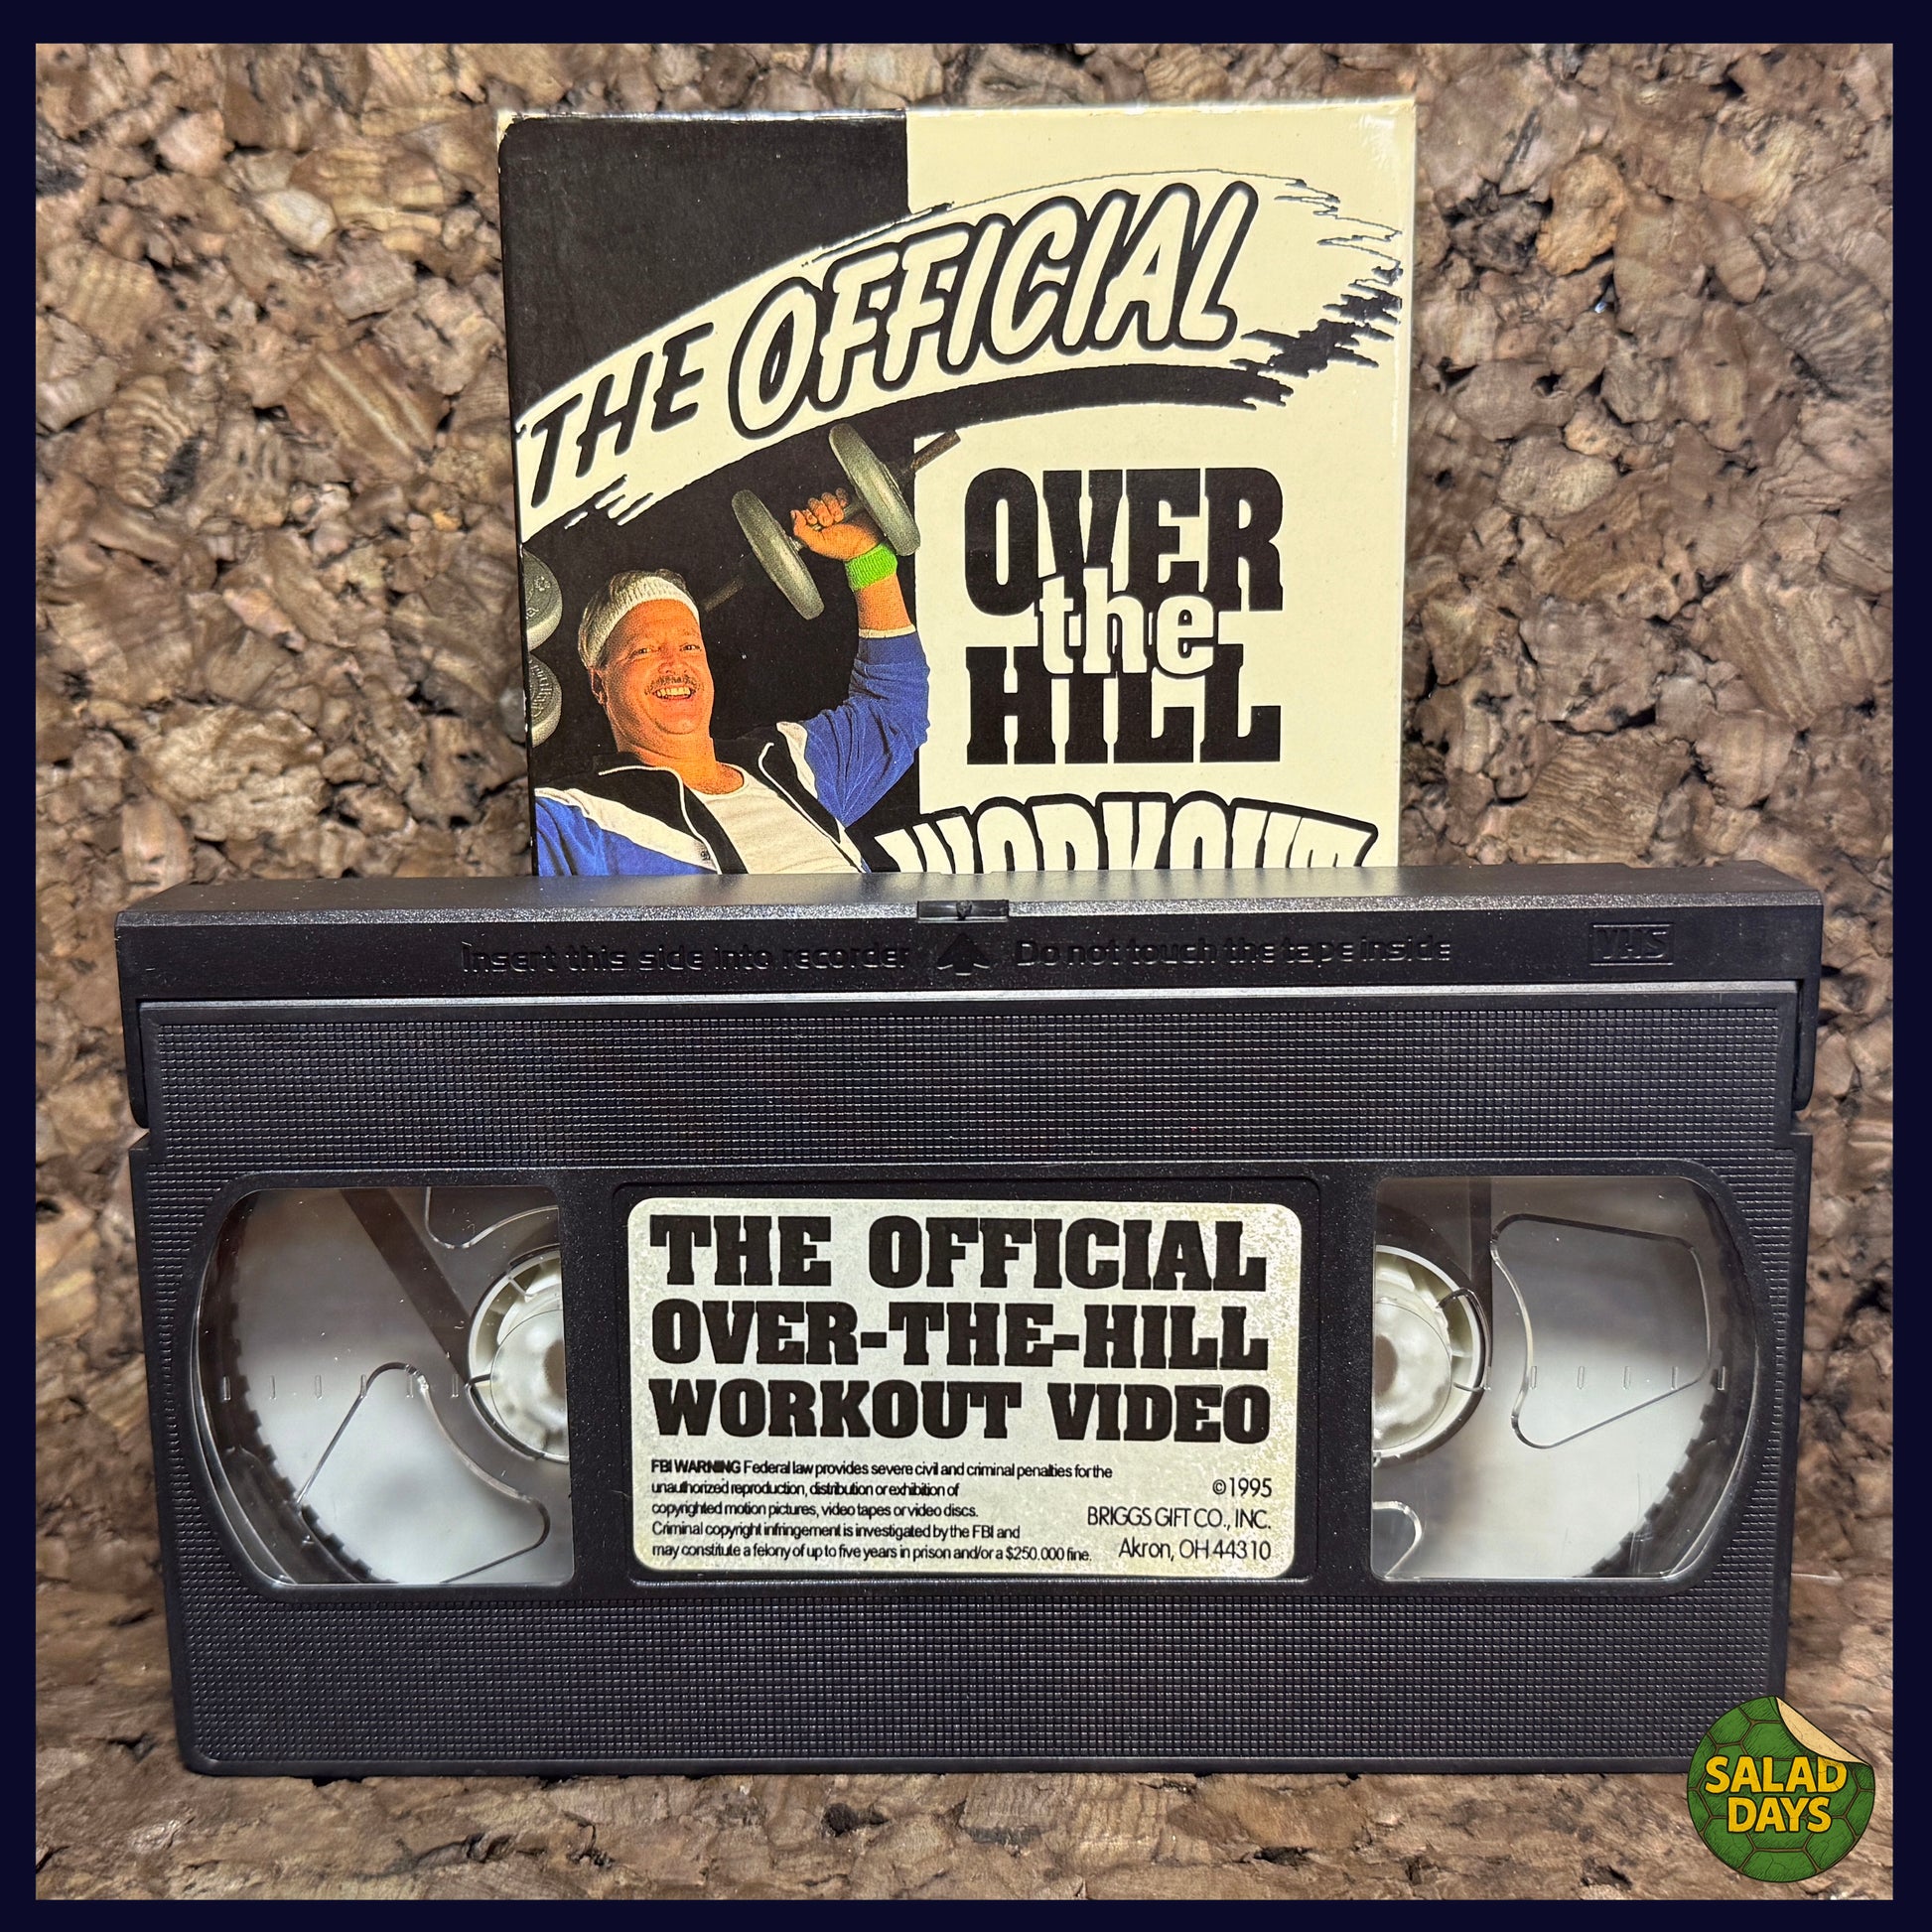 THE OFFICIAL
OVER
the
HILL
WORKOUT
Insert this side into recorder Do not touch the tape inside VHS
THE OFFICIAL
OVER-THE-HILL
WORKOUT VIDEO
FBI WARNING Federal law provides severe civil and criminal penalties for the
unauthorized reproduction, distribution or exhibition of
copyrighted motion pictures, video tapes or video discs.
Criminal copyright infringement is investigated by the FBI and
may constitute a felony of up to five years in prison and/or a $250.000 fine.
©1995
BRIGGS GIFT CO., INC.
Akron, OH 44310
SALAD
DAYS